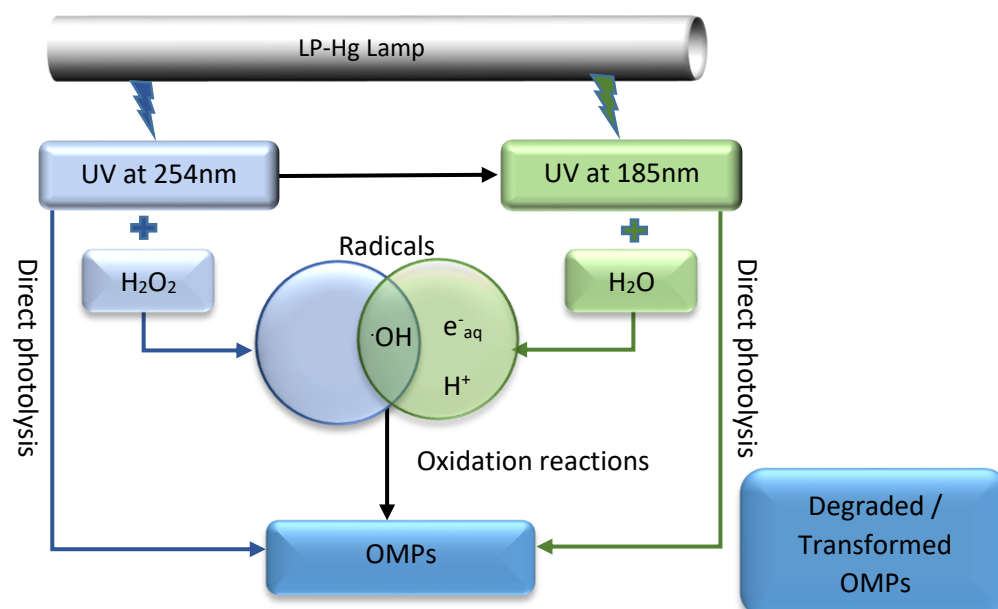 LP-Hg Lamp
UV at 254nm
UV at 185nm
Radicals
H₂O₂
H₂O
Direct photolysis
·OH
e⁻aq
H⁺
Direct photolysis
Oxidation reactions
OMPs
Degraded /
Transformed
OMPs